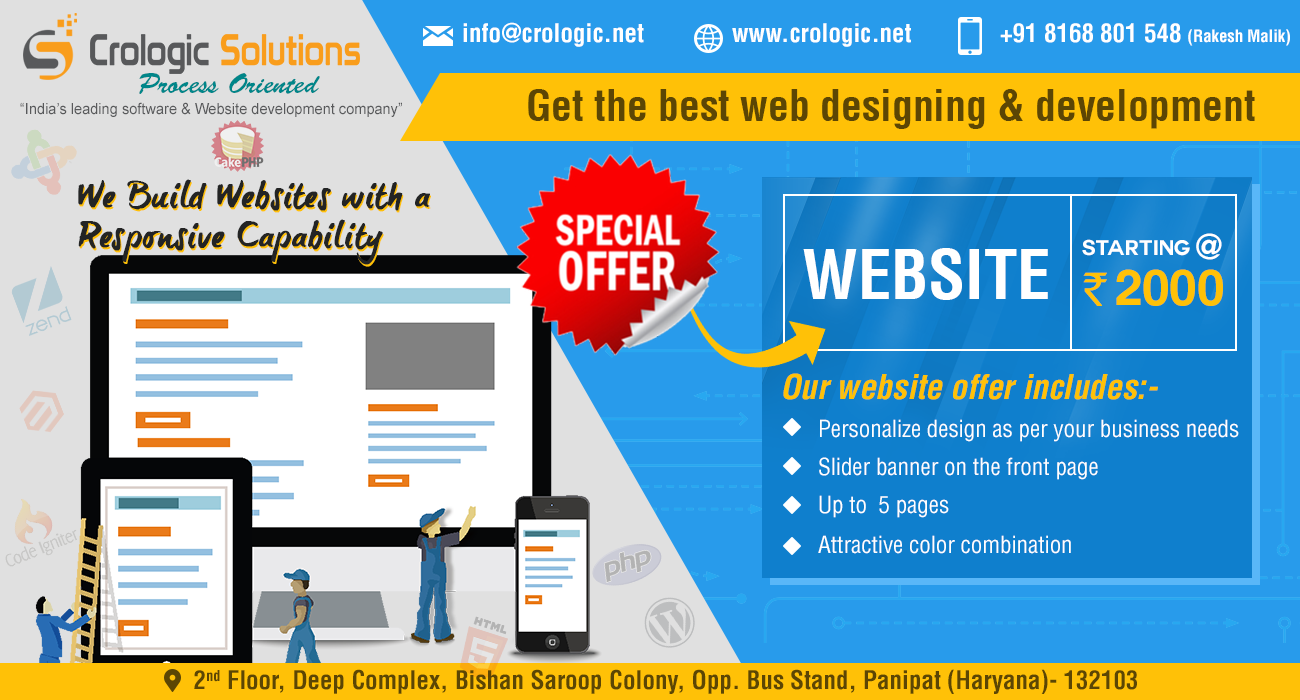 Crologic Solutions
Process Oriented
“India’s leading software & Website development company”
info@crologic.net
www.crologic.net
+91 8168 801 548 (Rakesh Malik)
Get the best web designing & development
CakePHP
We Build Websites with a
Responsive Capability
SPECIAL
OFFER
WEBSITE
STARTING @
₹ 2000
Our website offer includes:-
Personalize design as per your business needs
Slider banner on the front page
Up to 5 pages
Attractive color combination
zend
Code Igniter
php
HTML
5
W
2nd Floor, Deep Complex, Bishan Saroop Colony, Opp. Bus Stand, Panipat (Haryana)- 132103